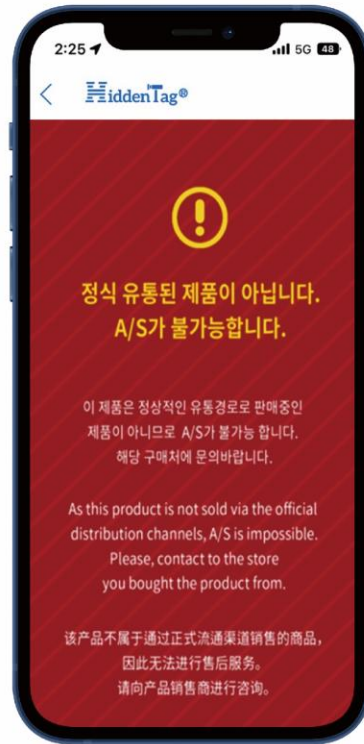 2:25
5G 48
HiddenTag®
정식 유통된 제품이 아닙니다.
A/S가 불가능합니다.
이 제품은 정상적인 유통경로로 판매중인
제품이 아니므로 A/S가 불가능 합니다.
해당 구매처에 문의바랍니다.
As this product is not sold via the official
distribution channels, A/S is impossible.
Please, contact to the store
you bought the product from.
该产品不属于通过正式流通渠道销售的商品，
因此无法进行售后服务。
请向产品销售商进行咨询。